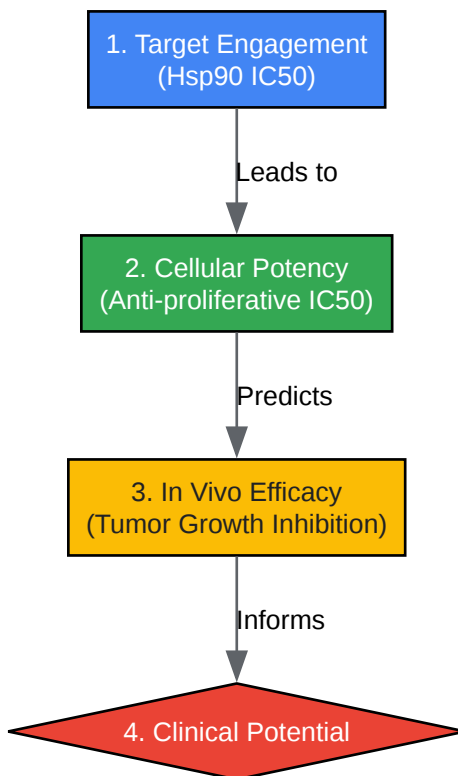 1. Target Engagement
(Hsp90 IC50)
Leads to
2. Cellular Potency
(Anti-proliferative IC50)
Predicts
3. In Vivo Efficacy
(Tumor Growth Inhibition)
Informs
4. Clinical Potential